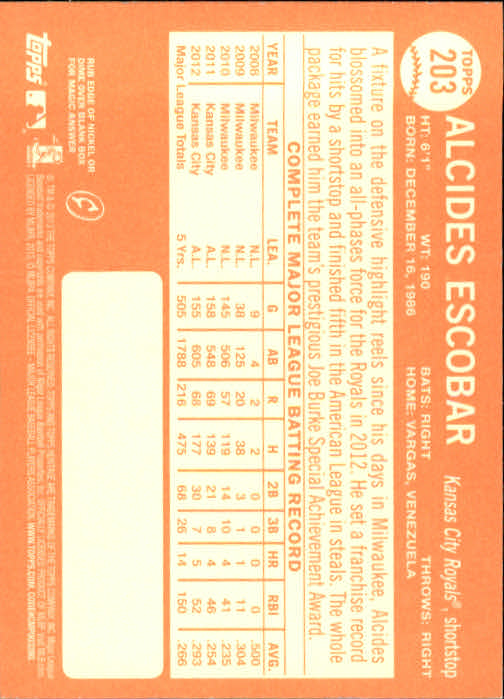 TOPPS
203
ALCIDES ESCOBAR
Kansas City Royals®, shortstop
HT: 6'1" WT: 190 BATS: RIGHT THROWS: RIGHT
BORN: DECEMBER 16, 1986 HOME: VARGAS, VENEZUELA
A fixture on the defensive highlight reels since his days in Milwaukee, Alcides
blossomed into an all-phases force for the Royals in 2012. He set a franchise record
for hits by a shortstop and finished fifth in the American League in steals. The whole
package earned him the team's prestigious Joe Burke Special Achievement Award.
COMPLETE MAJOR LEAGUE BATTING RECORD
YEAR TEAM LEA. G AB R H 2B 3B HR RBI AVG.
2008 Milwaukee N.L. 9 4 2 2 0 0 0 0 .500
2009 Milwaukee N.L. 38 125 20 38 3 1 1 11 .304
2010 Milwaukee N.L. 145 506 57 119 14 10 4 41 .235
2011 Kansas City A.L. 158 548 69 139 21 8 4 46 .254
2012 Kansas City A.L. 155 605 68 177 30 7 5 52 .293
Major League Totals 5 Yrs. 505 1788 216 475 68 26 14 150 .266
RUN EDGE OF NICKEL OR
DIME OVER BLANK BOX
FOR MAGIC ANSWER
topps